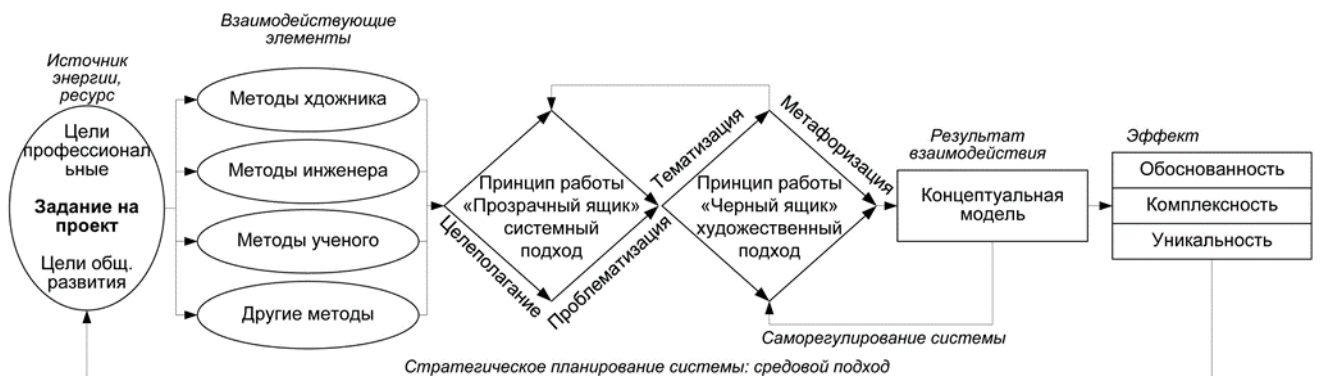 Взаимодействующие
элементы
Источник
энергии,
ресурс
Цели
профессионал
ьные
Задание на
проект
Цели общ.
развития
Методы хдожника
Методы инженера
Методы ученого
Другие методы
Принцип работы
«Прозрачный ящик»
системный
подход
Целеполагание
Проблематизация
Тематизация
Метафоризация
Принцип работы
«Черный ящик»
художественный
подход
Результат
взаимодействия
Концептуальная
модель
Эффект
Обоснованность
Комплексность
Уникальность
Саморегулирование системы
Стратегическое планирование системы: средовой подход